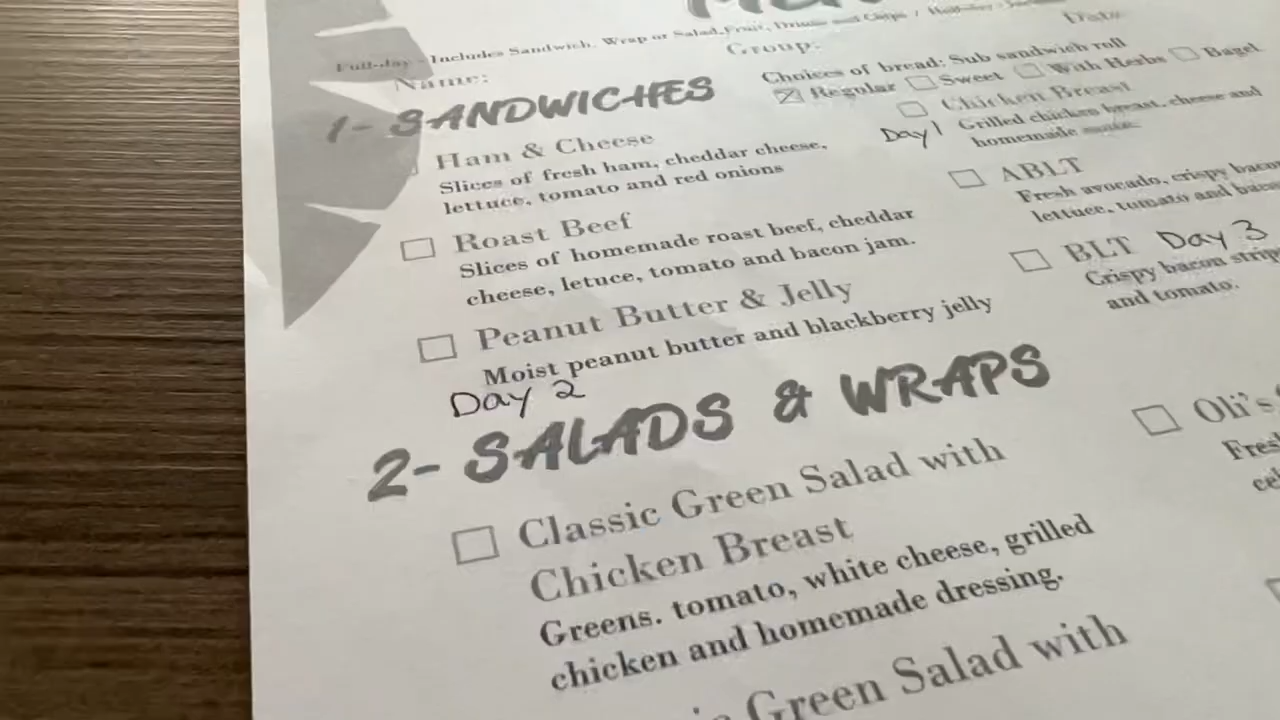 Full-day - Includes Sandwich, Wrap or Salad, Fruit, Drinks and Chips /
Name:
Group:
Date
1- SANDWICHES
Choices of bread: Sub sandwich roll
Regular Sweet With Herbs Bagel
Ham & Cheese
Slices of fresh ham, cheddar cheese,
lettuce, tomato and red onions
Roast Beef
Slices of homemade roast beef, cheddar
cheese, letuce, tomato and bacon jam.
Peanut Butter & Jelly
Moist peanut butter and blackberry jelly
Day 2
Chicken Breast
Day 1
Grilled chicken breast, cheese and
homemade
ABLT
Fresh avocado, crispy bacon
lettuce, tomato and
BLT Day 3
Crispy bacon strip
and tomato.
2- SALADS & WRAPS
Classic Green Salad with
Chicken Breast
Greens. tomato, white cheese, grilled
chicken and homemade dressing.
Green Salad with
Oli's